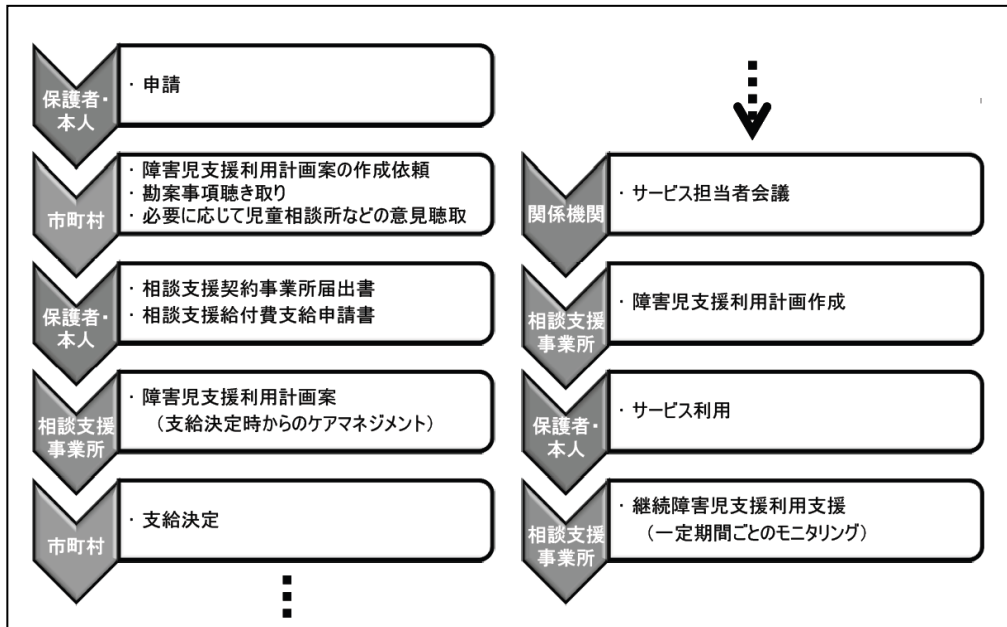 保護者・
本人
・ 申請
市町村
・ 障害児支援利用計画案の作成依頼
・ 勘案事項聴き取り
・ 必要に応じて児童相談所などの意見聴取
保護者・
本人
・ 相談支援契約事業所届出書
・ 相談支援給付費支給申請書
相談支援
事業所
・ 障害児支援利用計画案
（支給決定時からのケアマネジメント）
市町村
・ 支給決定
関係機関
・ サービス担当者会議
相談支援
事業所
・ 障害児支援利用計画作成
保護者・
本人
・ サービス利用
相談支援
事業所
・ 継続障害児支援利用支援
（一定期間ごとのモニタリング）